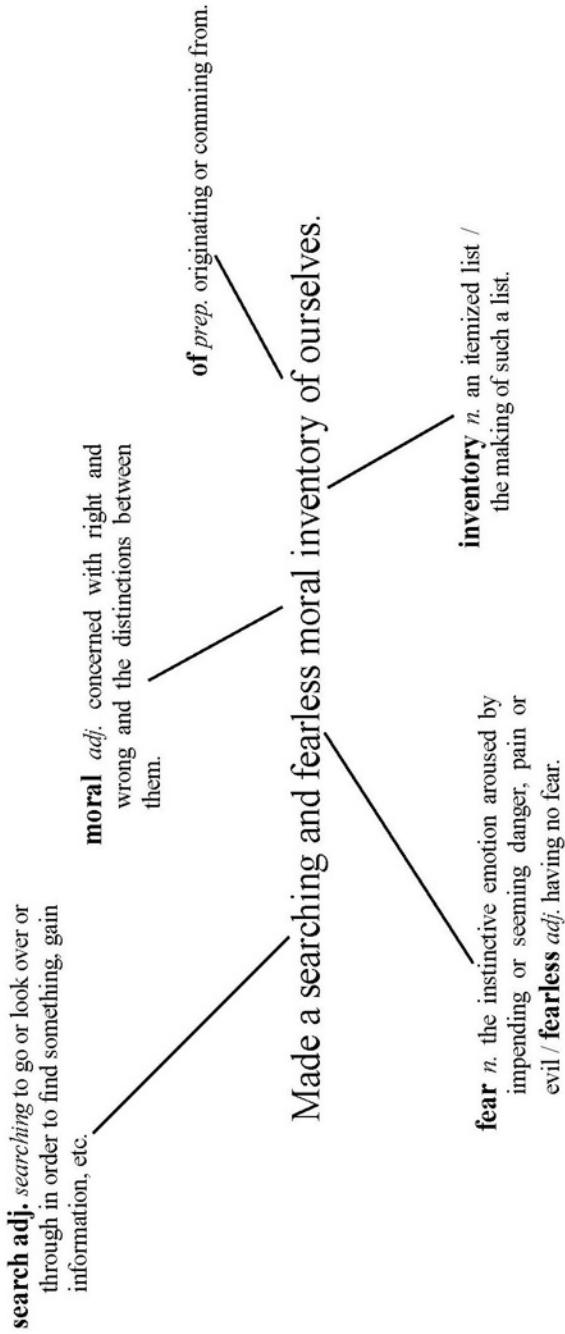 search adj. searching to go or look over or
through in order to find something, gain
information, etc.
moral adj. concerned with right and
wrong and the distinctions between
them.
of prep. originating or comming from.
Made a searching and fearless moral inventory of ourselves.
fear n. the instinctive emotion aroused by
impending or seeming danger, pain or
evil / fearless adj. having no fear.
inventory n. an itemized list /
the making of such a list.